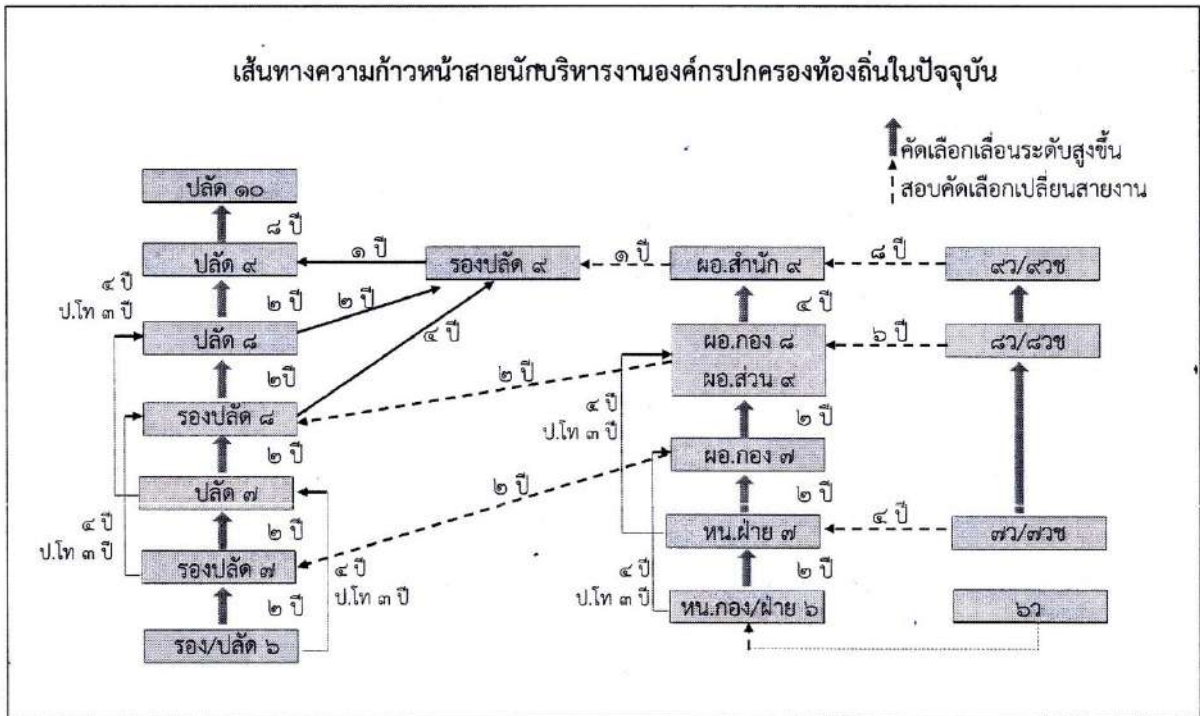 เส้นทางความก้าวหน้าสายนักบริหารงานองค์กรปกครองท้องถิ่นในปัจจุบัน
คัดเลือกเลื่อนระดับสูงขึ้น
สอบคัดเลือกเปลี่ยนสายงาน
ปลัด ๑๐
๘ ปี
ปลัด ๙
๑ ปี
รองปลัด ๙
๑ ปี
ผอ.สำนัก ๙
๘ ปี
๙ว/๙วช
๔ ปี
ป.โท ๓ ปี
๒ ปี
๒ ปี
๔ ปี
๔ ปี
ปลัด ๘
ผอ.กอง ๘
ผอ.ส่วน ๙
๖ ปี
๘ว/๘วช
๒ปี
๒ ปี
รองปลัด ๘
๔ ปี
ป.โท ๓ ปี
๒ ปี
๒ ปี
ผอ.กอง ๗
ปลัด ๗
๒ ปี
๒ ปี
๔ ปี
ป.โท ๓ ปี
๒ ปี
หน.ฝ่าย ๗
๔ ปี
๗ว/๗วช
รองปลัด ๗
๔ ปี
ป.โท ๓ ปี
๔ ปี
ป.โท ๓ ปี
๒ ปี
๒ ปี
รอง/ปลัด ๖
หน.กอง/ฝ่าย ๖
๖ว